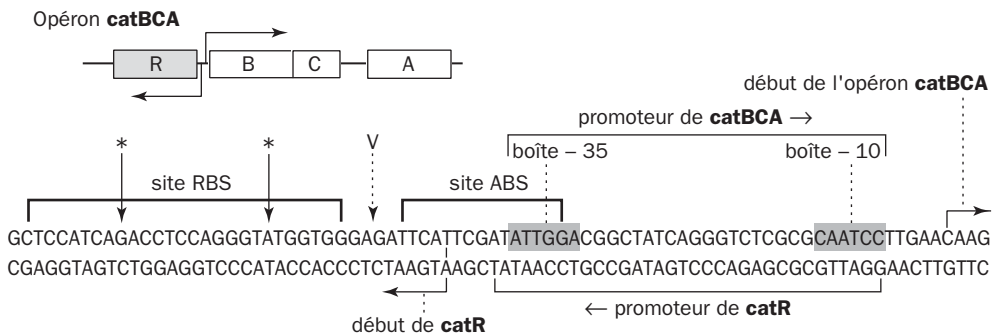 Opéron catBCA
R
B
C
A
début de l'opéron catBCA
promoteur de catBCA →
* * V
boîte – 35
boîte – 10
site RBS
site ABS
GCTCCATCAGACCTCCAGGGTATGGTGGGAGATTCATTCGATATTGGACGGCTATCAGGGTCTCGCGCAATCCTTGAACAAG
CGAGGTAGTCTGGAGGTCCCATACCACCCTCTAAGTAAGCTATAACCTGCCGATAGTCCCAGAGCGCGTTAGGAACTTGTTC
← promoteur de catR
début de catR